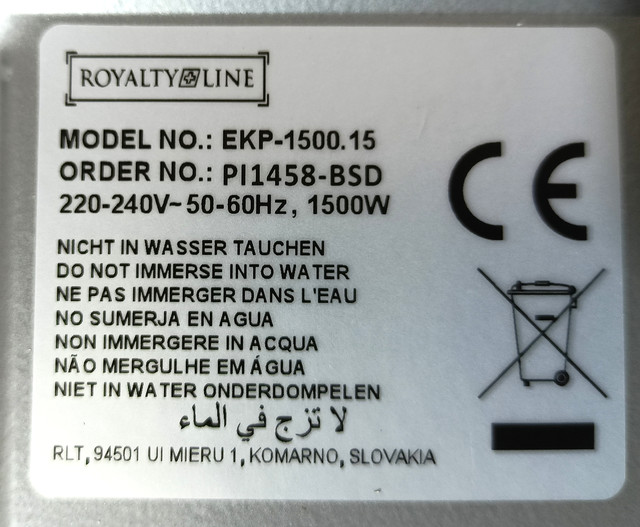 ROYALTY LINE
MODEL NO.: EKP-1500.15
ORDER NO.: PI1458-BSD
220-240V~50-60Hz, 1500W
NICHT IN WASSER TAUCHEN
DO NOT IMMERSE INTO WATER
NE PAS IMMERGER DANS L'EAU
NO SUMERJA EN AGUA
NON IMMERGERE IN ACQUA
NÃO MERGULHE EM ÁGUA
NIET IN WATER ONDERDOMPELEN
لا تزج في الماء
RLT, 94501 UI MIERU 1, KOMARNO, SLOVAKIA
CE